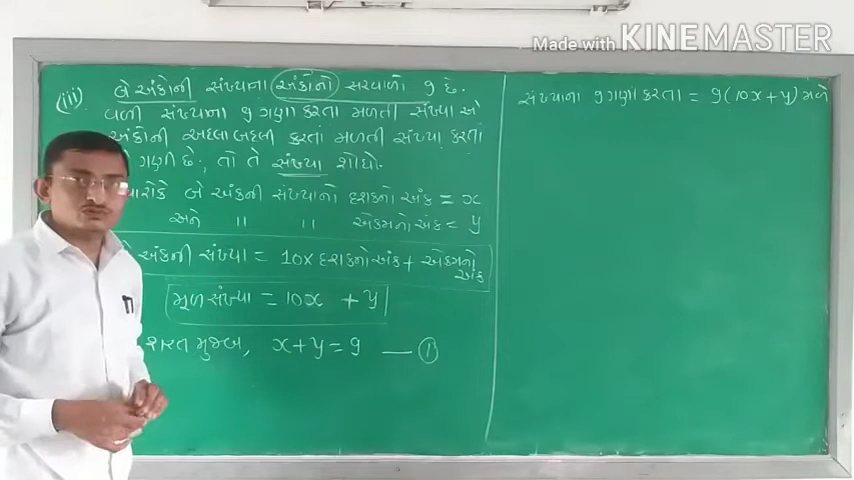 Made with KINEMASTER
(iii) બે અંકોની સંખ્યાના અંકોનો સરવાળો 9 છે.
વળી સંખ્યાના 9 ગણા કરતા મળતી સંખ્યા એ
અંકોની અદલાબદલી કરતાં મળતી સંખ્યા કરતાં
ગણી છે, તો તે સંખ્યા શોધો.
ધારોકે બે અંકની સંખ્યાનો દશકનો અંક = x
અને " " એકમનો અંક = y
અંકની સંખ્યા = 10 x દશકનો અંક + એકમનો અંક
મૂળ સંખ્યા = 10x + y
શરત મુજબ, x + y = 9 — ①
સંખ્યાના 9 ગણા કરતા = 9(10x + y) મળે